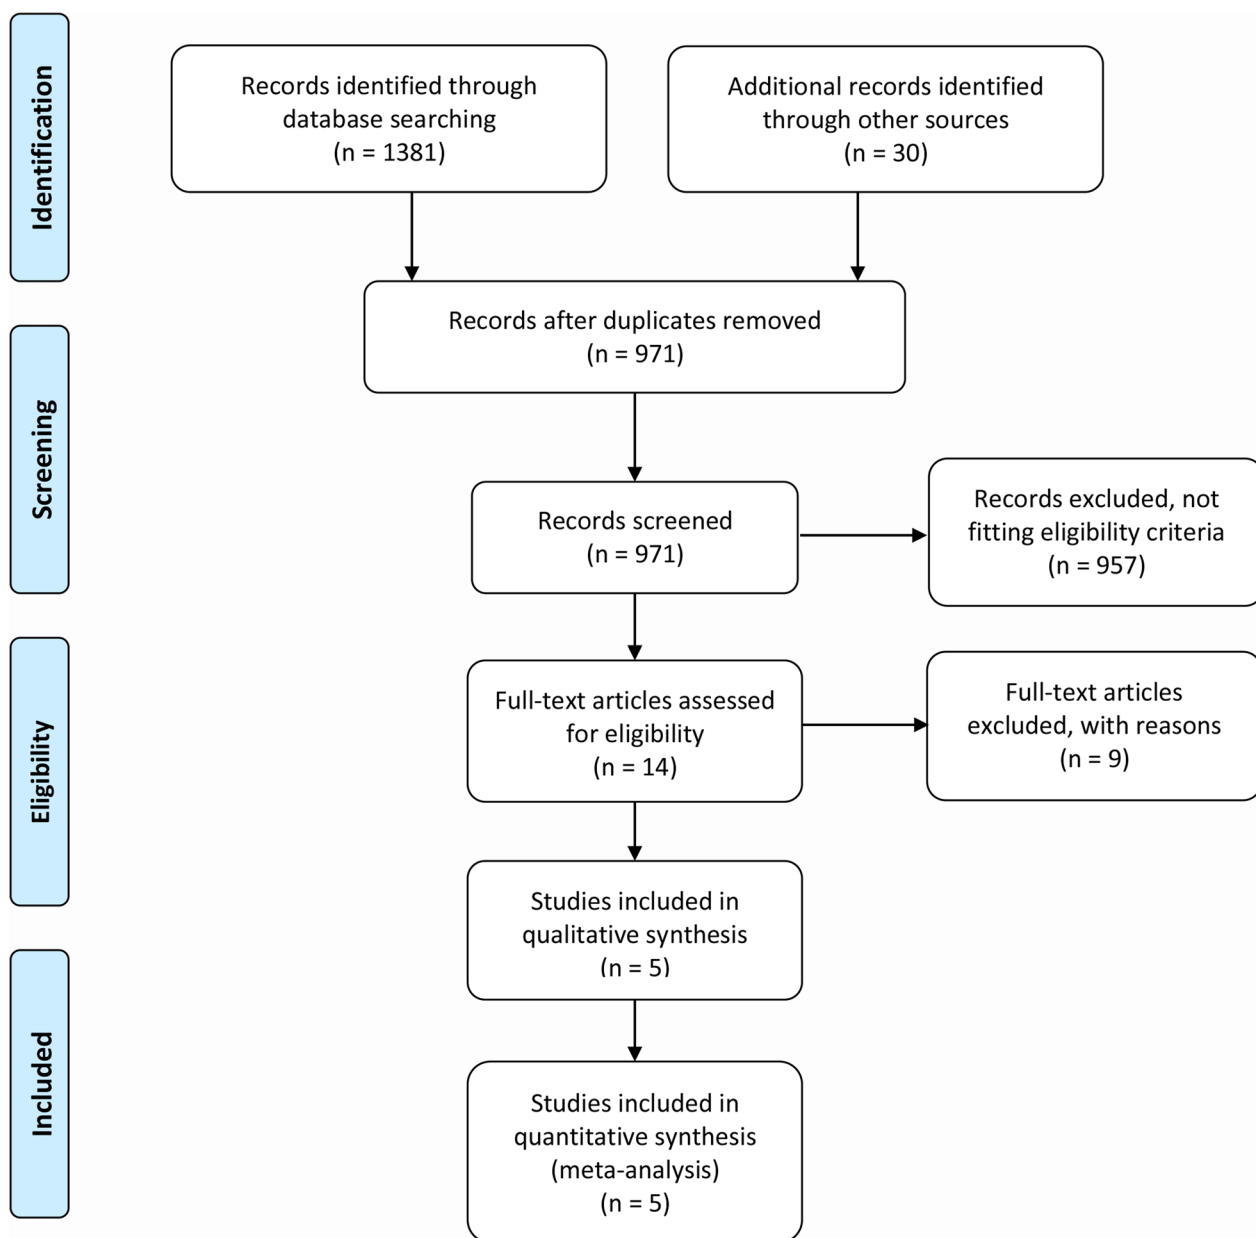 Identification
Records identified through
database searching
(n = 1381)
Additional records identified
through other sources
(n = 30)
Records after duplicates removed
(n = 971)
Screening
Records screened
(n = 971)
Records excluded, not
fitting eligibility criteria
(n = 957)
Eligibility
Full-text articles assessed
for eligibility
(n = 14)
Full-text articles
excluded, with reasons
(n = 9)
Studies included in
qualitative synthesis
(n = 5)
Included
Studies included in
quantitative synthesis
(meta-analysis)
(n = 5)